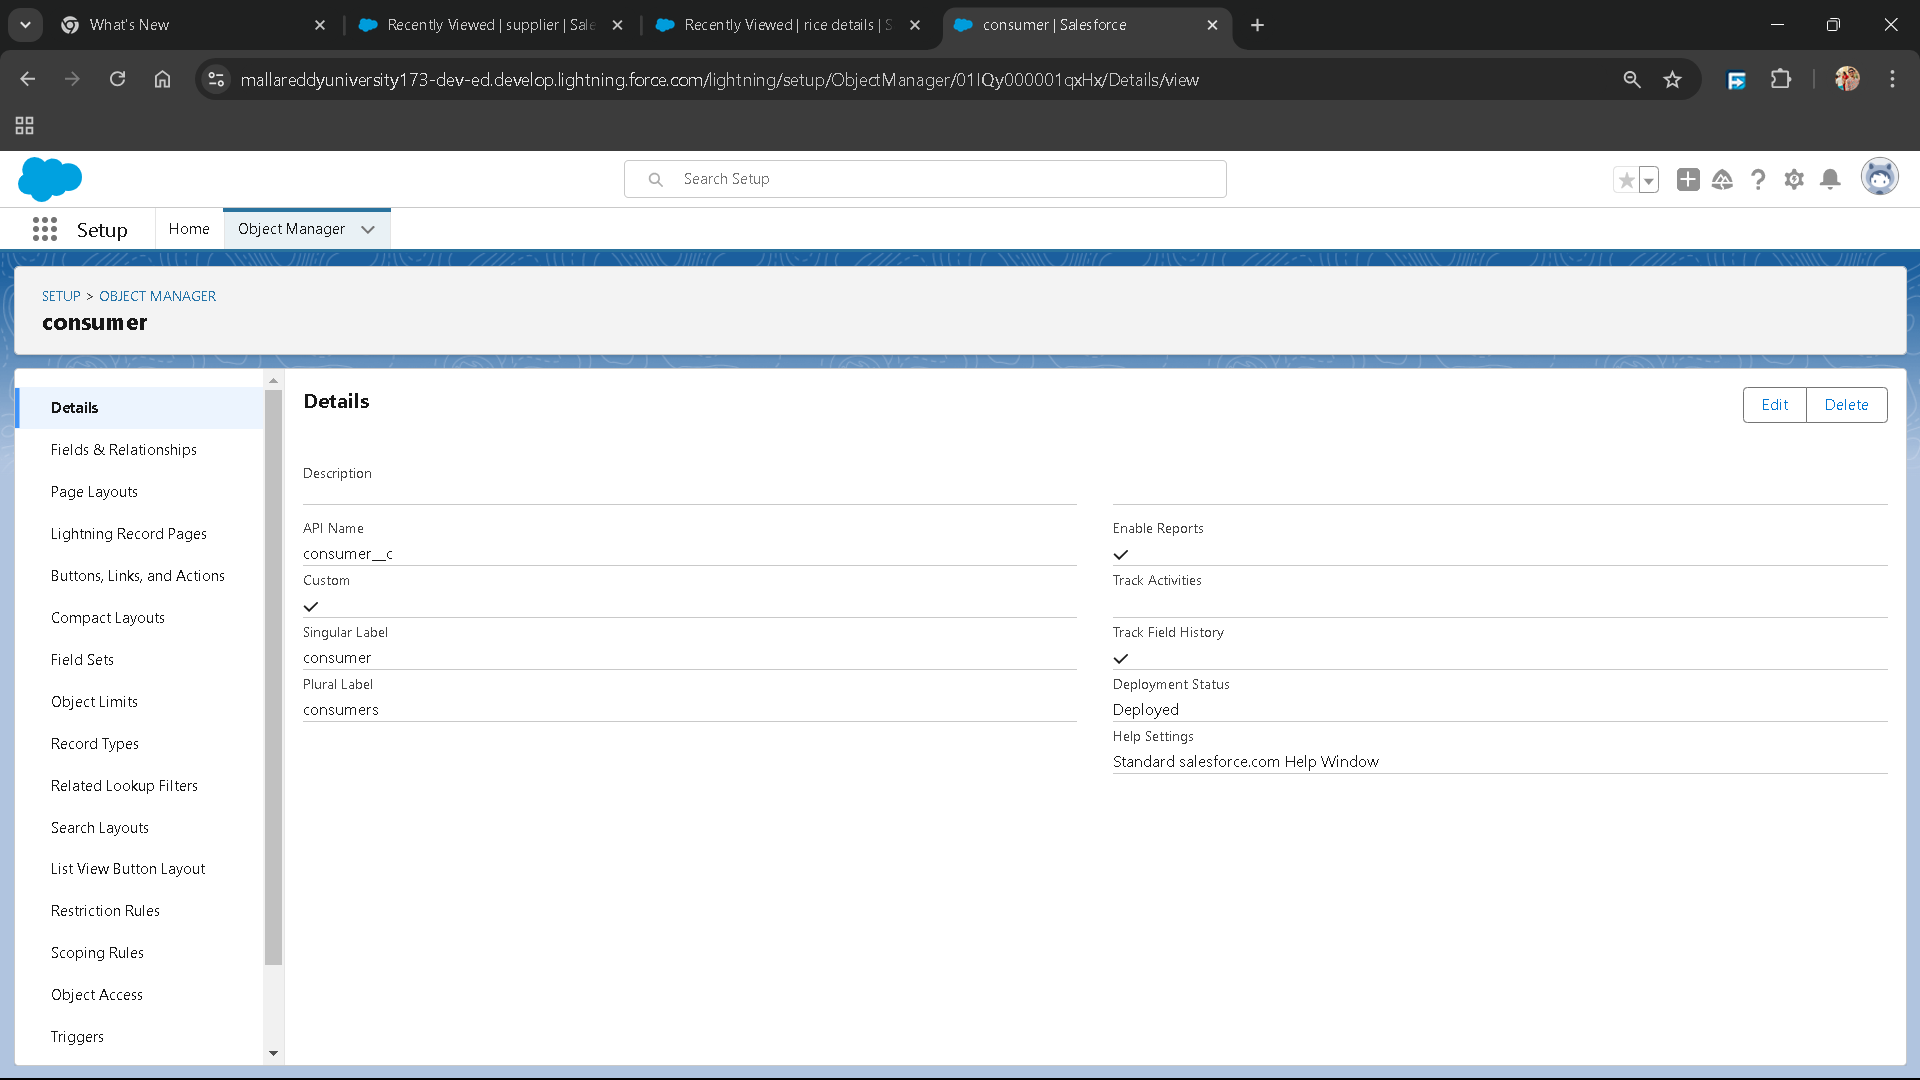 What's New
Recently Viewed | supplier | Sale
Recently Viewed | rice details | S
consumer | Salesforce
mallareddyuniversity173-dev-ed.develop.lightning.force.com/lightning/setup/ObjectManager/01IQy000001qxHx/Details/view
Search Setup
Setup
Home
Object Manager
SETUP > OBJECT MANAGER
consumer
Details
Fields & Relationships
Page Layouts
Lightning Record Pages
Buttons, Links, and Actions
Compact Layouts
Field Sets
Object Limits
Record Types
Related Lookup Filters
Search Layouts
List View Button Layout
Restriction Rules
Scoping Rules
Object Access
Triggers
Details
Edit
Delete
Description
API Name
consumer__c
Custom
Singular Label
consumer
Plural Label
consumers
Enable Reports
Track Activities
Track Field History
Deployment Status
Deployed
Help Settings
Standard salesforce.com Help Window